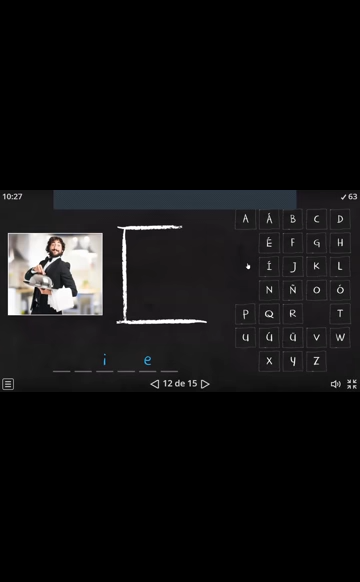 10:27
✓ 63
A Á B C D
É F G H
Í J K L
N Ñ O Ó
P Q R T
U Ú Ü V W
X Y Z
_ _ i _ e _
12 de 15